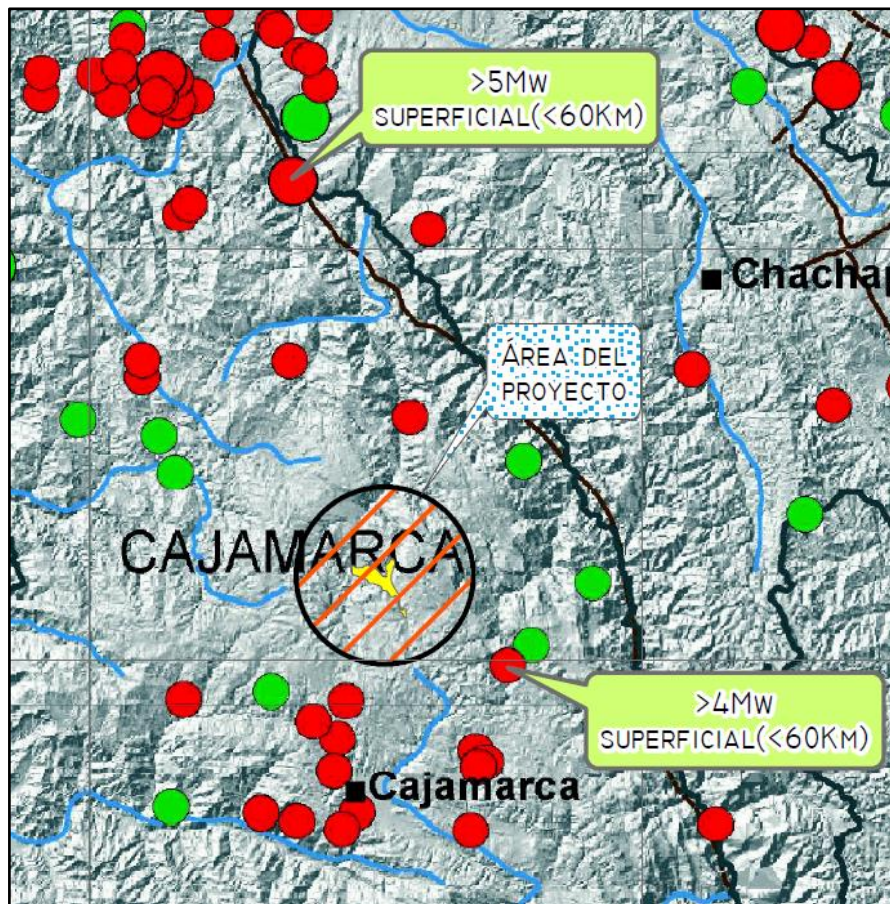 >5Mw
SUPERFICIAL(<60Km)
Chachap
ÁREA DEL
PROYECTO
CAJAMARCA
>4Mw
SUPERFICIAL(<60Km)
Cajamarca